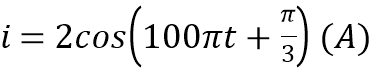 i = 2cos(100πt + π/3) (A)